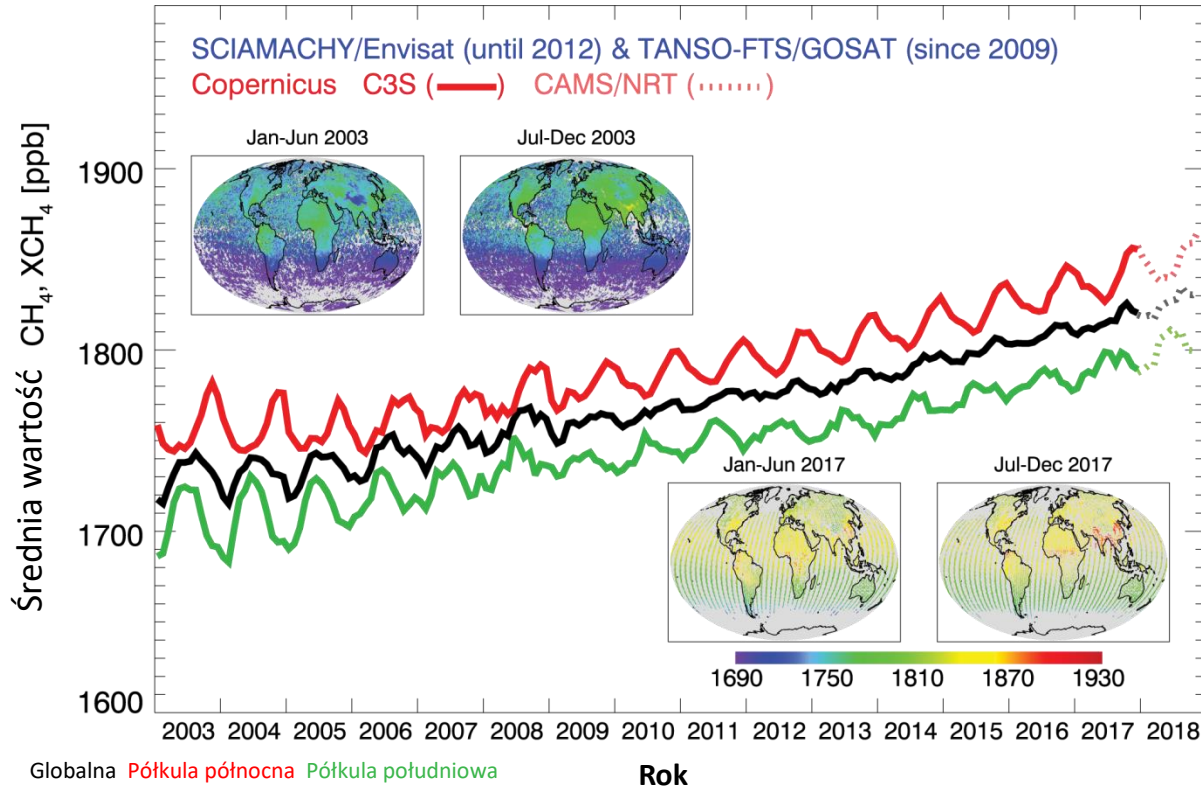 SCIAMACHY/Envisat (until 2012) & TANSO-FTS/GOSAT (since 2009)
Copernicus C3S ( ) CAMS/NRT ( )
Jan-Jun 2003
Jul-Dec 2003
Średnia wartość CH₄, XCH₄ [ppb]
1900
1800
1700
1600
Jan-Jun 2017
Jul-Dec 2017
1690 1750 1810 1870 1930
2003 2004 2005 2006 2007 2008 2009 2010 2011 2012 2013 2014 2015 2016 2017 2018
Globalna Półkula północna Półkula południowa
Rok